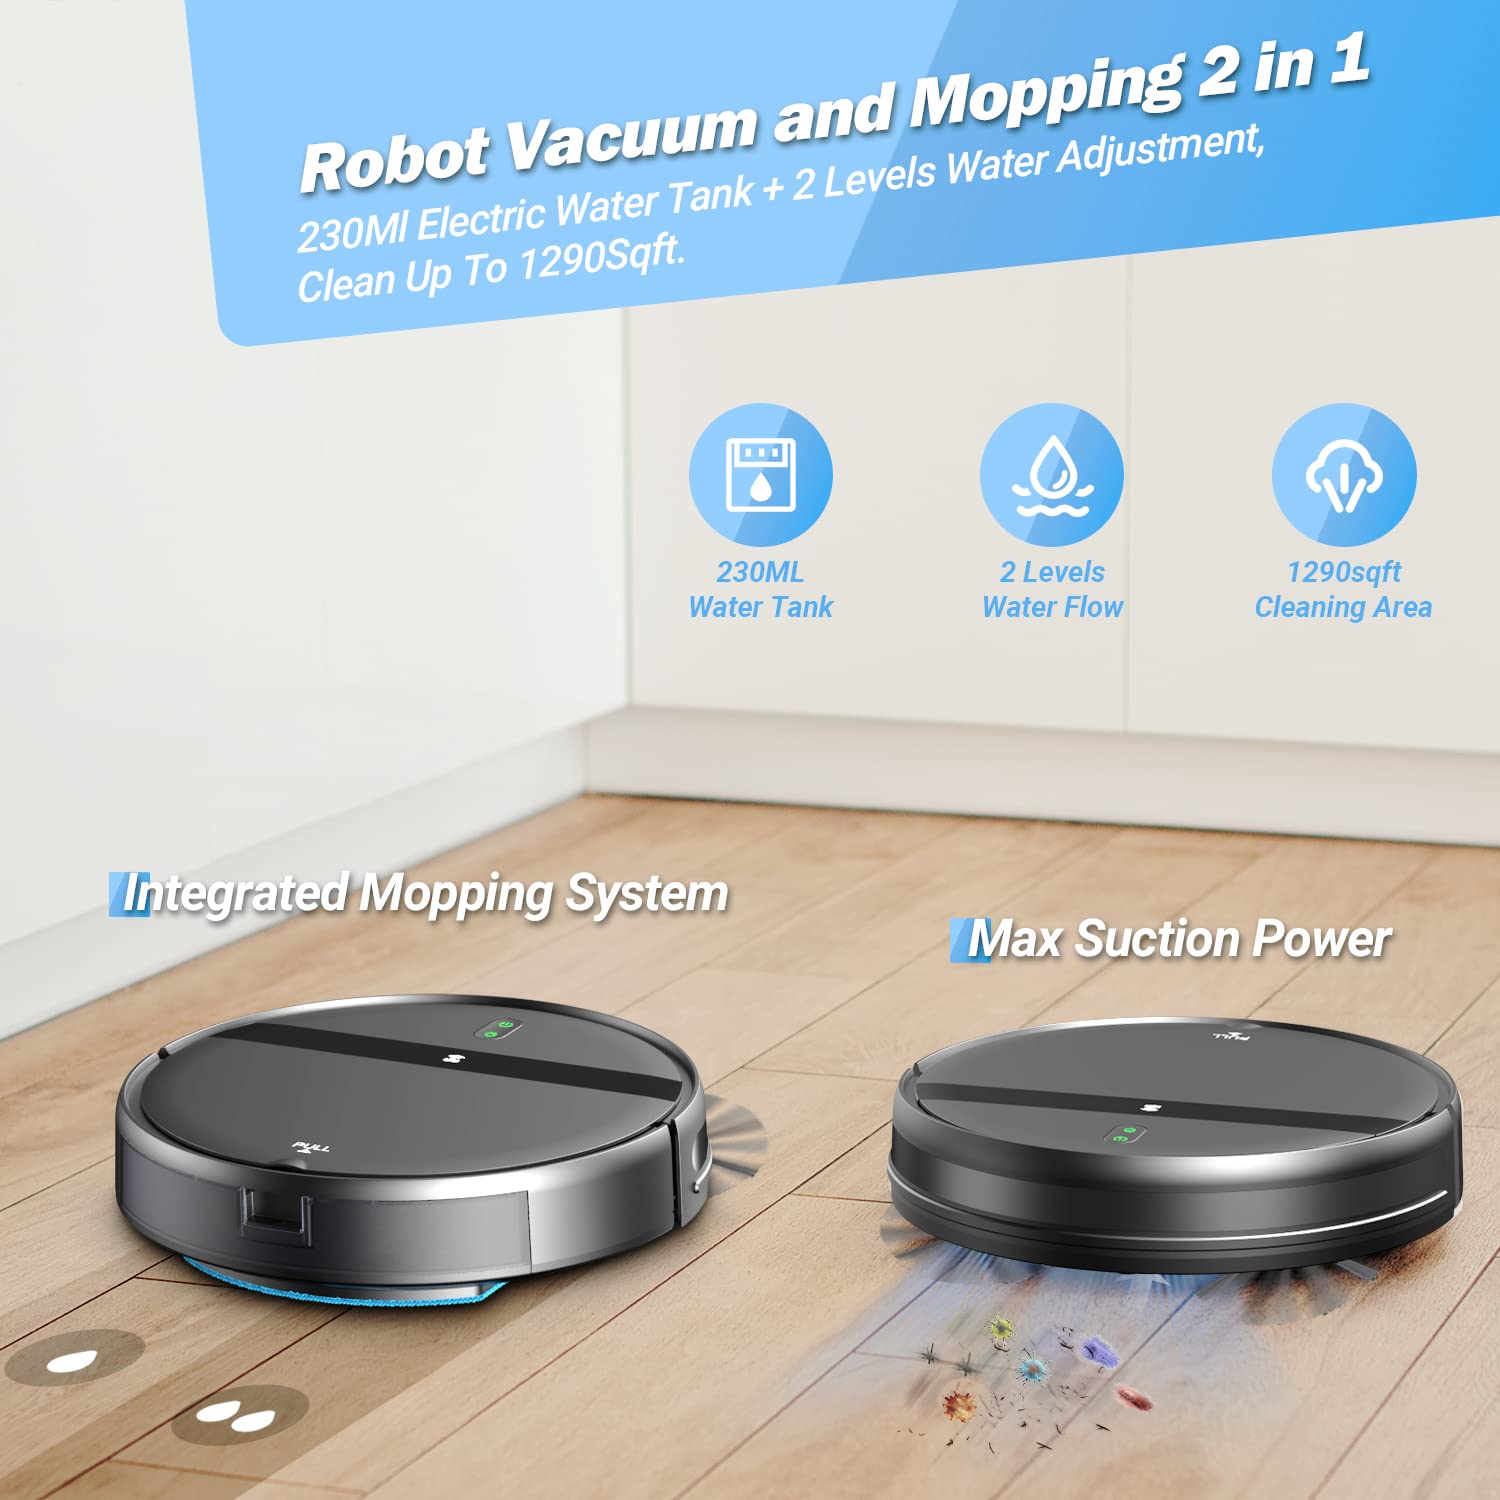 Robot Vacuum and Mopping 2 in 1
230Ml Electric Water Tank + 2 Levels Water Adjustment,
Clean Up To 1290Sqft.
230ML
Water Tank
2 Levels
Water Flow
1290sqft
Cleaning Area
Integrated Mopping System
Max Suction Power
PULL
PULL